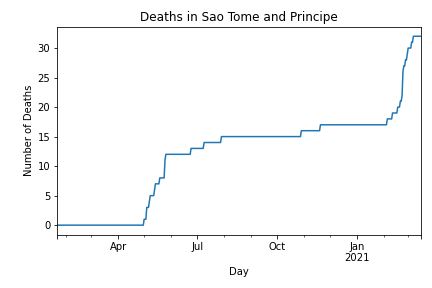 Deaths in Sao Tome and Principe
Number of Deaths
30
25
20
15
10
5
0
Apr
Jul
Oct
Jan
2021
Day